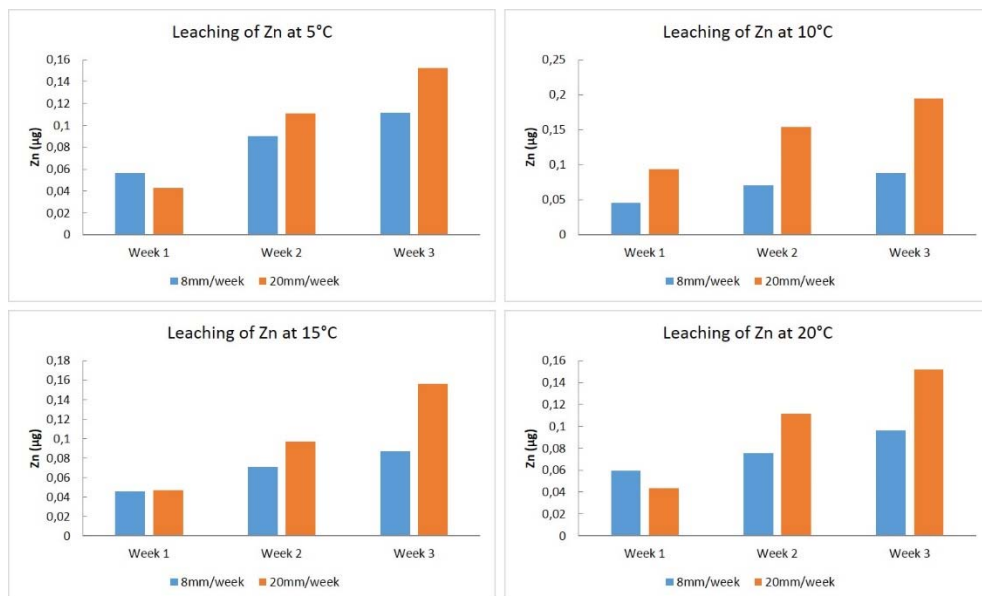 Leaching of Zn at 5°C
Zn (µg)
0,16
0,14
0,12
0,1
0,08
0,06
0,04
0,02
0
Week 1 Week 2 Week 3
8mm/week 20mm/week
Leaching of Zn at 10°C
Zn (µg)
0,25
0,2
0,15
0,1
0,05
0
Week 1 Week 2 Week 3
8mm/week 20mm/week
Leaching of Zn at 15°C
Zn (µg)
0,18
0,16
0,14
0,12
0,1
0,08
0,06
0,04
0,02
0
Week 1 Week 2 Week 3
8mm/week 20mm/week
Leaching of Zn at 20°C
Zn (µg)
0,16
0,14
0,12
0,1
0,08
0,06
0,04
0,02
0
Week 1 Week 2 Week 3
8mm/week 20mm/week